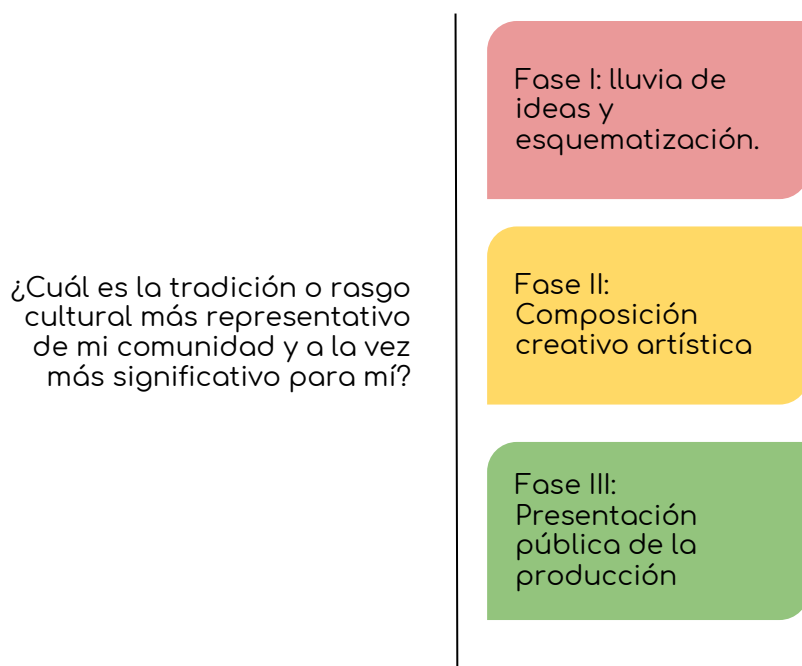 ¿Cuál es la tradición o rasgo
cultural más representativo
de mi comunidad y a la vez
más significativo para mí?
Fase I: lluvia de
ideas y
esquematización.
Fase II:
Composición
creativo artística
Fase III:
Presentación
pública de la
producción